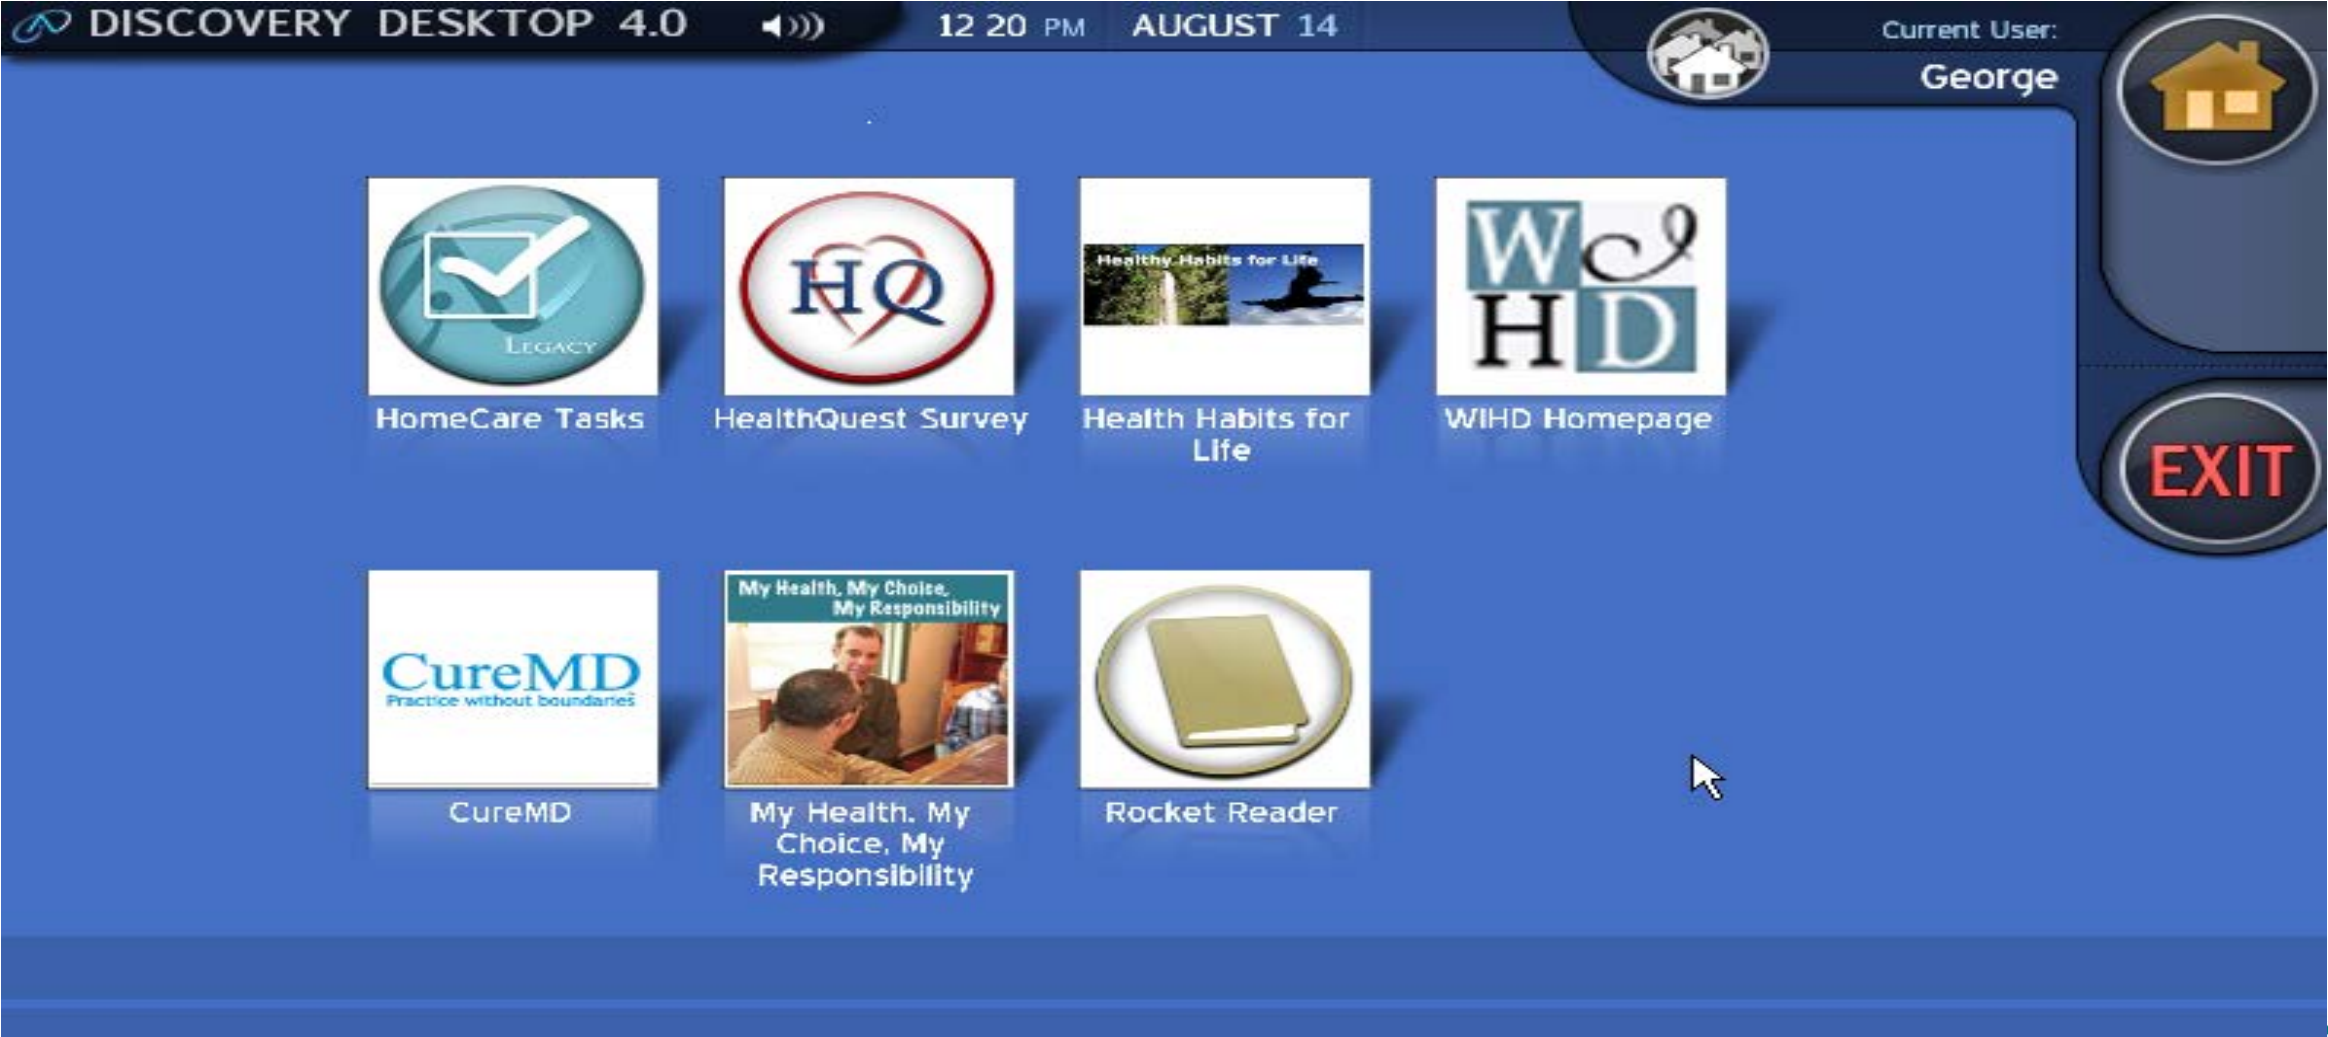 DISCOVERY DESKTOP 4.0
12 20 PM
AUGUST 14
Current User:
George
LEGACY
HomeCare Tasks
HQ
HealthQuest Survey
Healthy Habits for Life
Health Habits for
Life
W
H D
WIHD Homepage
EXIT
CureMD
Practice without boundaries
CureMD
My Health, My Choice,
My Responsibility
My Health. My
Choice, My
Responsibility
Rocket Reader